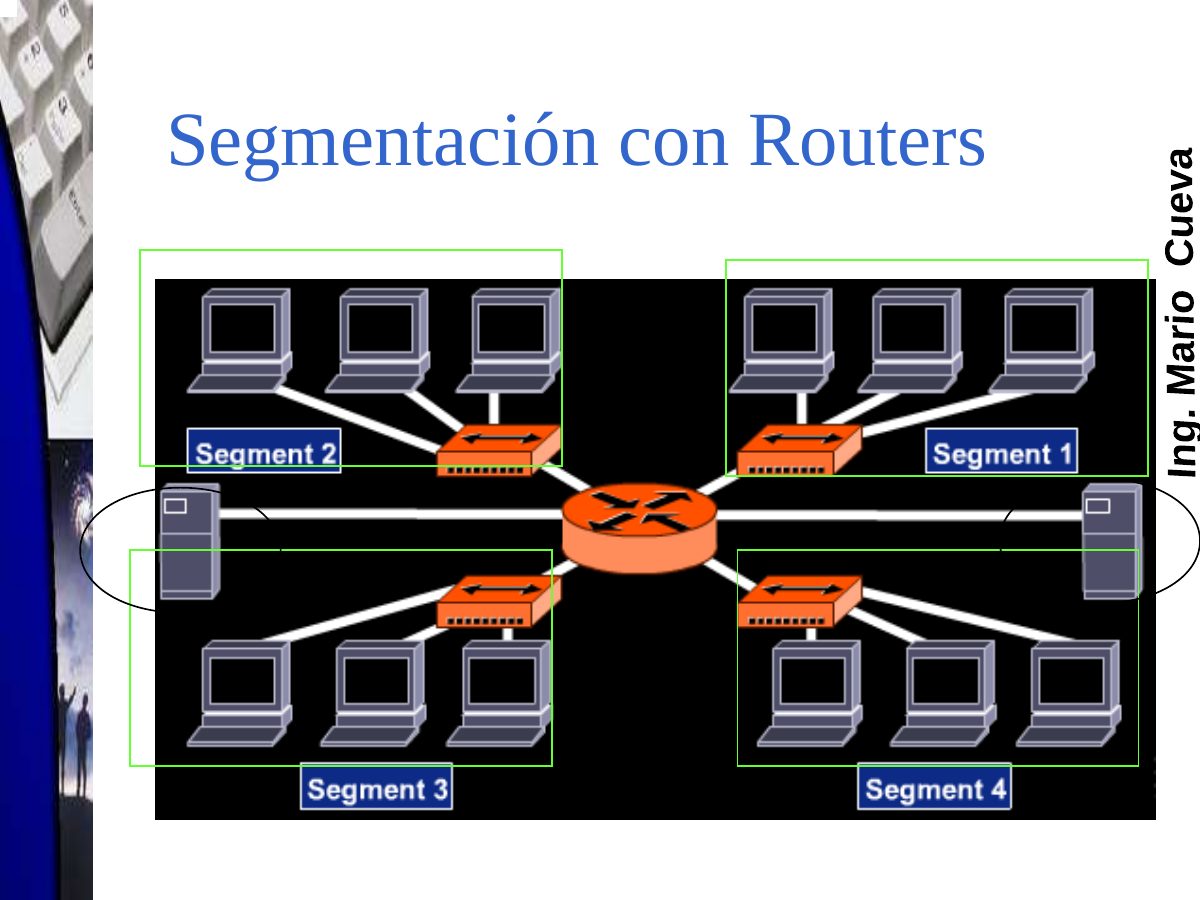 Segmentación con Routers
Ing. Mario Cueva
Segment 2
Segment 1
Segment 3
Segment 4